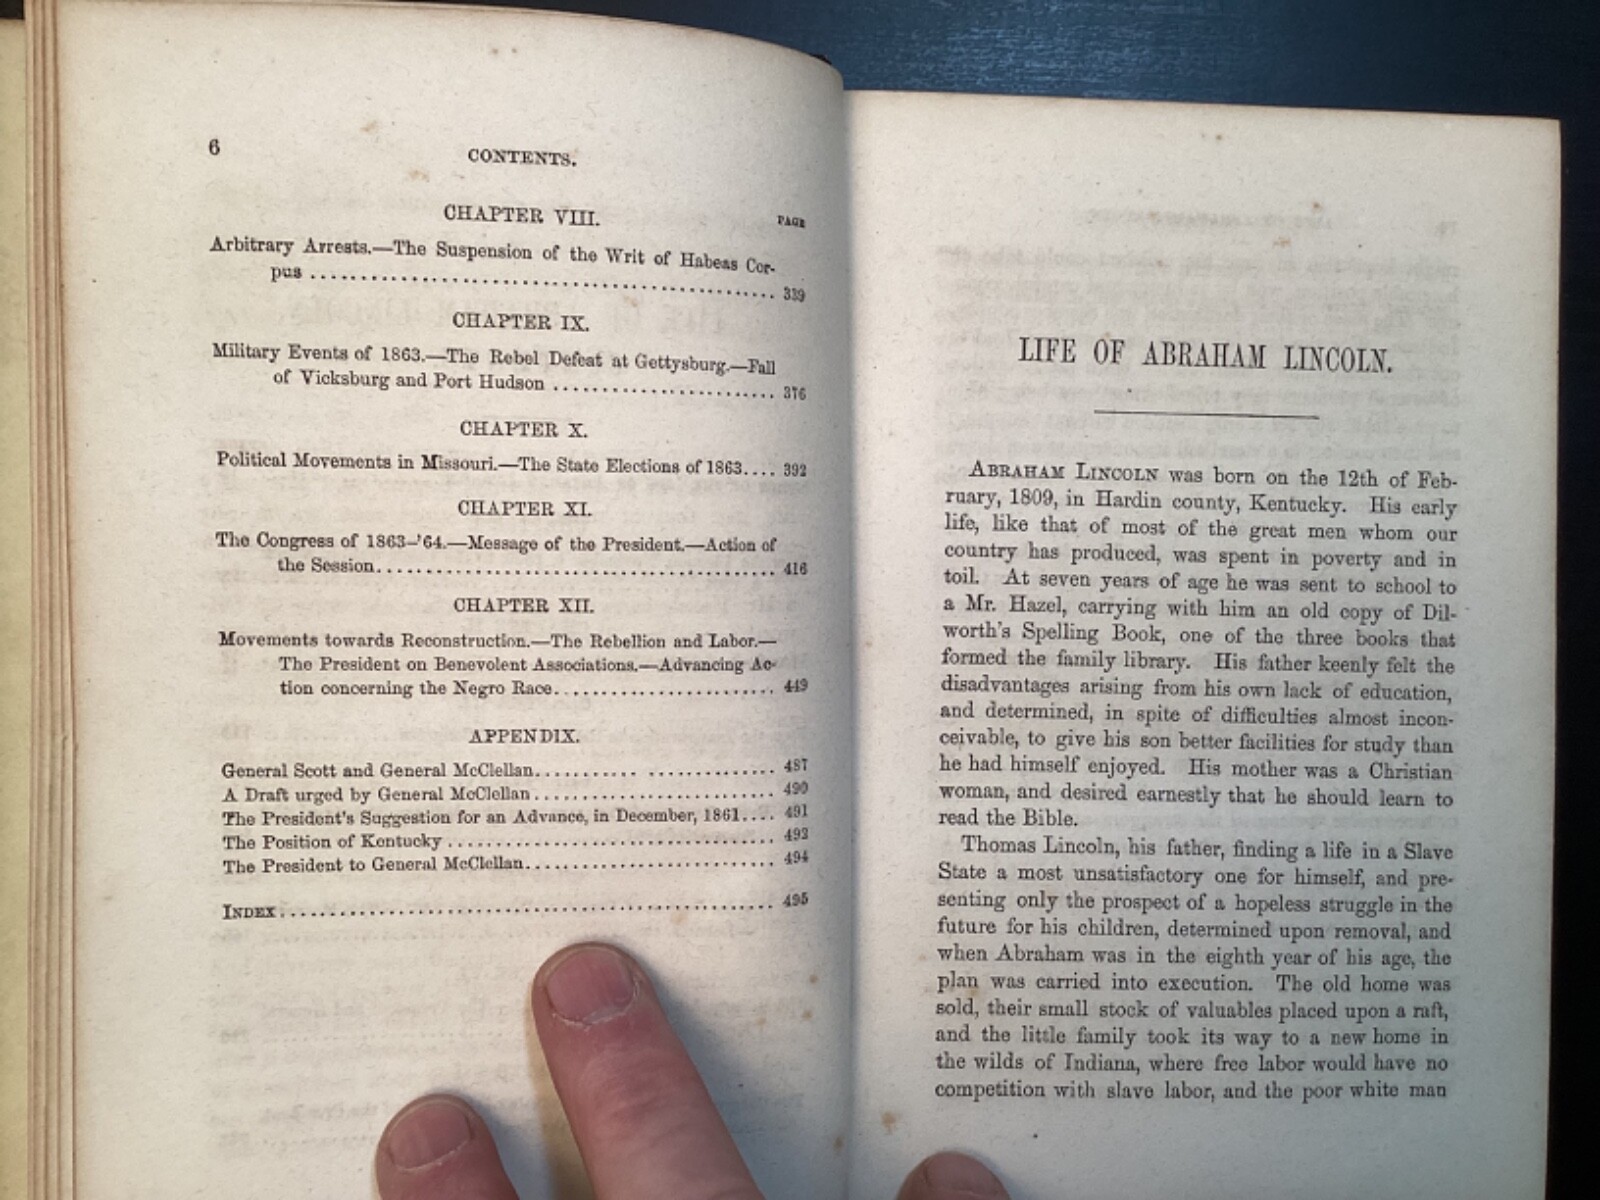 6
CONTENTS.
CHAPTER VIII.
PAGE
Arbitrary Arrests.—The Suspension of the Writ of Habeas Cor-
pus ................................................ 339
CHAPTER IX.
Military Events of 1863.—The Rebel Defeat at Gettysburg.—Fall
of Vicksburg and Port Hudson ........................ 376
CHAPTER X.
Political Movements in Missouri.—The State Elections of 1863.... 392
CHAPTER XI.
The Congress of 1863–'64.—Message of the President.—Action of
the Session.......................................... 416
CHAPTER XII.
Movements towards Reconstruction.—The Rebellion and Labor.—
The President on Benevolent Associations.—Advancing Ac-
tion concerning the Negro Race....................... 449
APPENDIX.
General Scott and General McClellan........... ............. 487
A Draft urged by General McClellan......................... 490
The President's Suggestion for an Advance, in December, 1861.... 491
The Position of Kentucky .................................. 492
The President to General McClellan.......................... 494
INDEX.................................................... 495
LIFE OF ABRAHAM LINCOLN.
ABRAHAM LINCOLN was born on the 12th of Feb-
ruary, 1809, in Hardin county, Kentucky. His early
life, like that of most of the great men whom our
country has produced, was spent in poverty and in
toil. At seven years of age he was sent to school to
a Mr. Hazel, carrying with him an old copy of Dil-
worth's Spelling Book, one of the three books that
formed the family library. His father keenly felt the
disadvantages arising from his own lack of education,
and determined, in spite of difficulties almost incon-
ceivable, to give his son better facilities for study than
he had himself enjoyed. His mother was a Christian
woman, and desired earnestly that he should learn to
read the Bible.
Thomas Lincoln, his father, finding a life in a Slave
State a most unsatisfactory one for himself, and pre-
senting only the prospect of a hopeless struggle in the
future for his children, determined upon removal, and
when Abraham was in the eighth year of his age, the
plan was carried into execution. The old home was
sold, their small stock of valuables placed upon a raft,
and the little family took its way to a new home in
the wilds of Indiana, where free labor would have no
competition with slave labor, and the poor white man